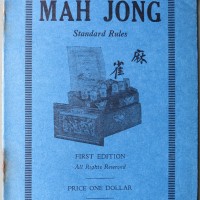 MAH JONG
Standard Rules
麻
雀
FIRST EDITION
All Rights Reserved
PRICE ONE DOLLAR